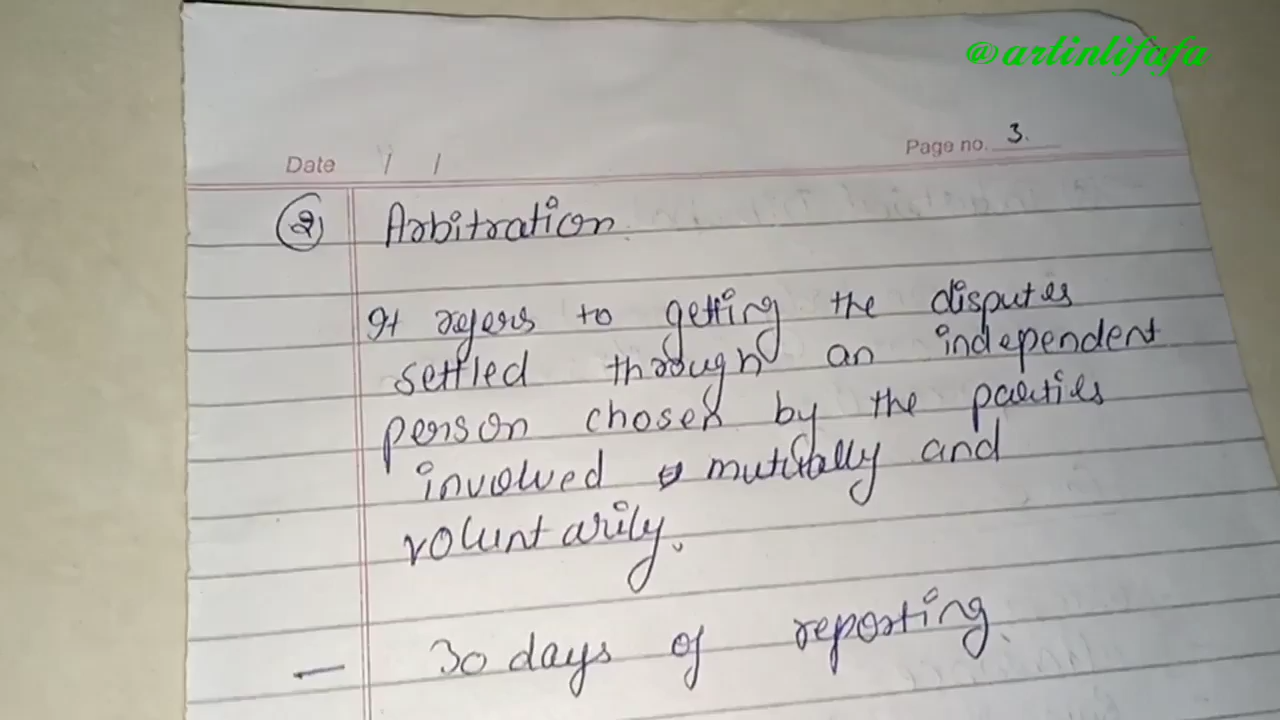 @artinlifafa
Page no. 3.
Date / /
2) Arbitration
It refers to getting the disputes
settled through an independent
person chosen by the parties
involved mutually and
voluntarily.
— 30 days of reporting.